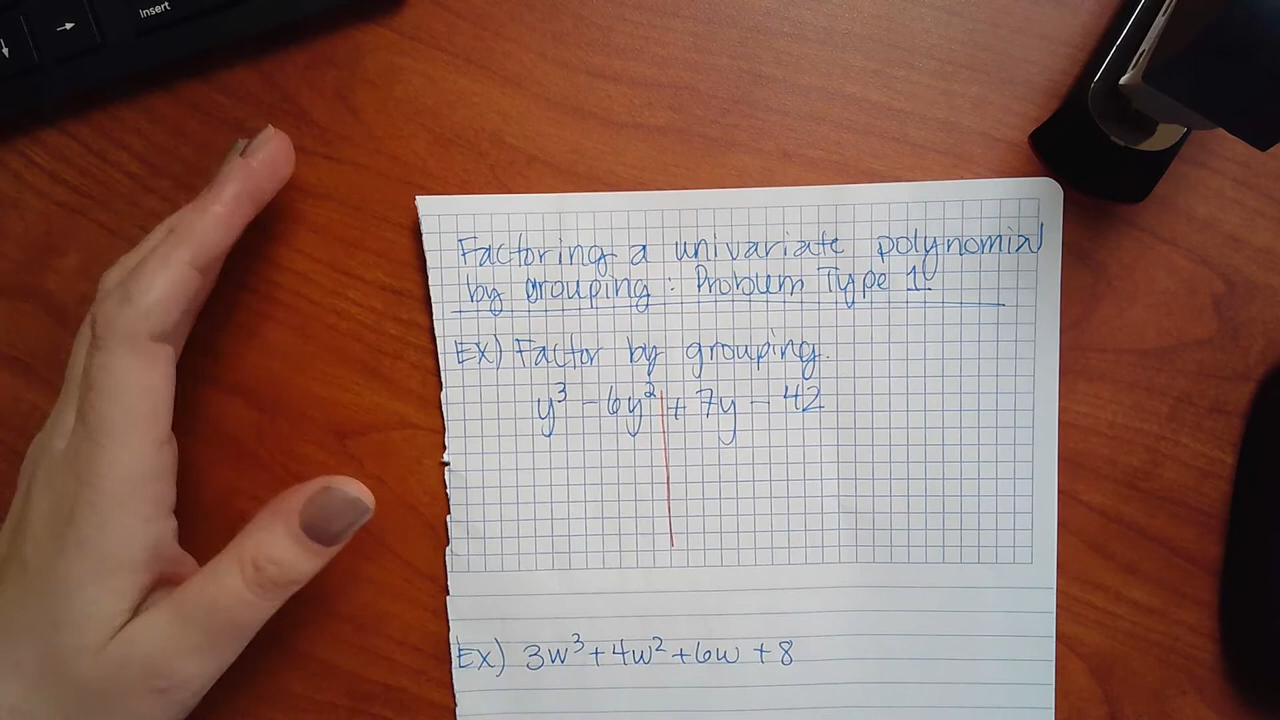 Insert
Factoring a univariate polynomial
by grouping: Problem Type 1!
EX) Factor by grouping.
y³ - 6y² + 7y - 42
EX) 3w³ + 4w² + 6w + 8